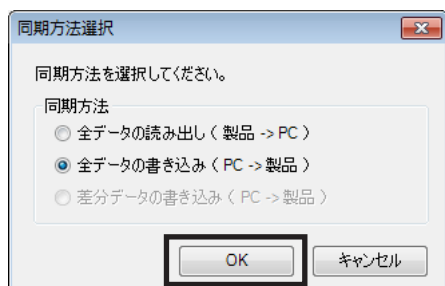 同期方法選択
同期方法を選択してください。
同期方法
全データの読み出し ( 製品 -> PC )
全データの書き込み ( PC -> 製品 )
差分データの書き込み ( PC -> 製品 )
OK
キャンセル